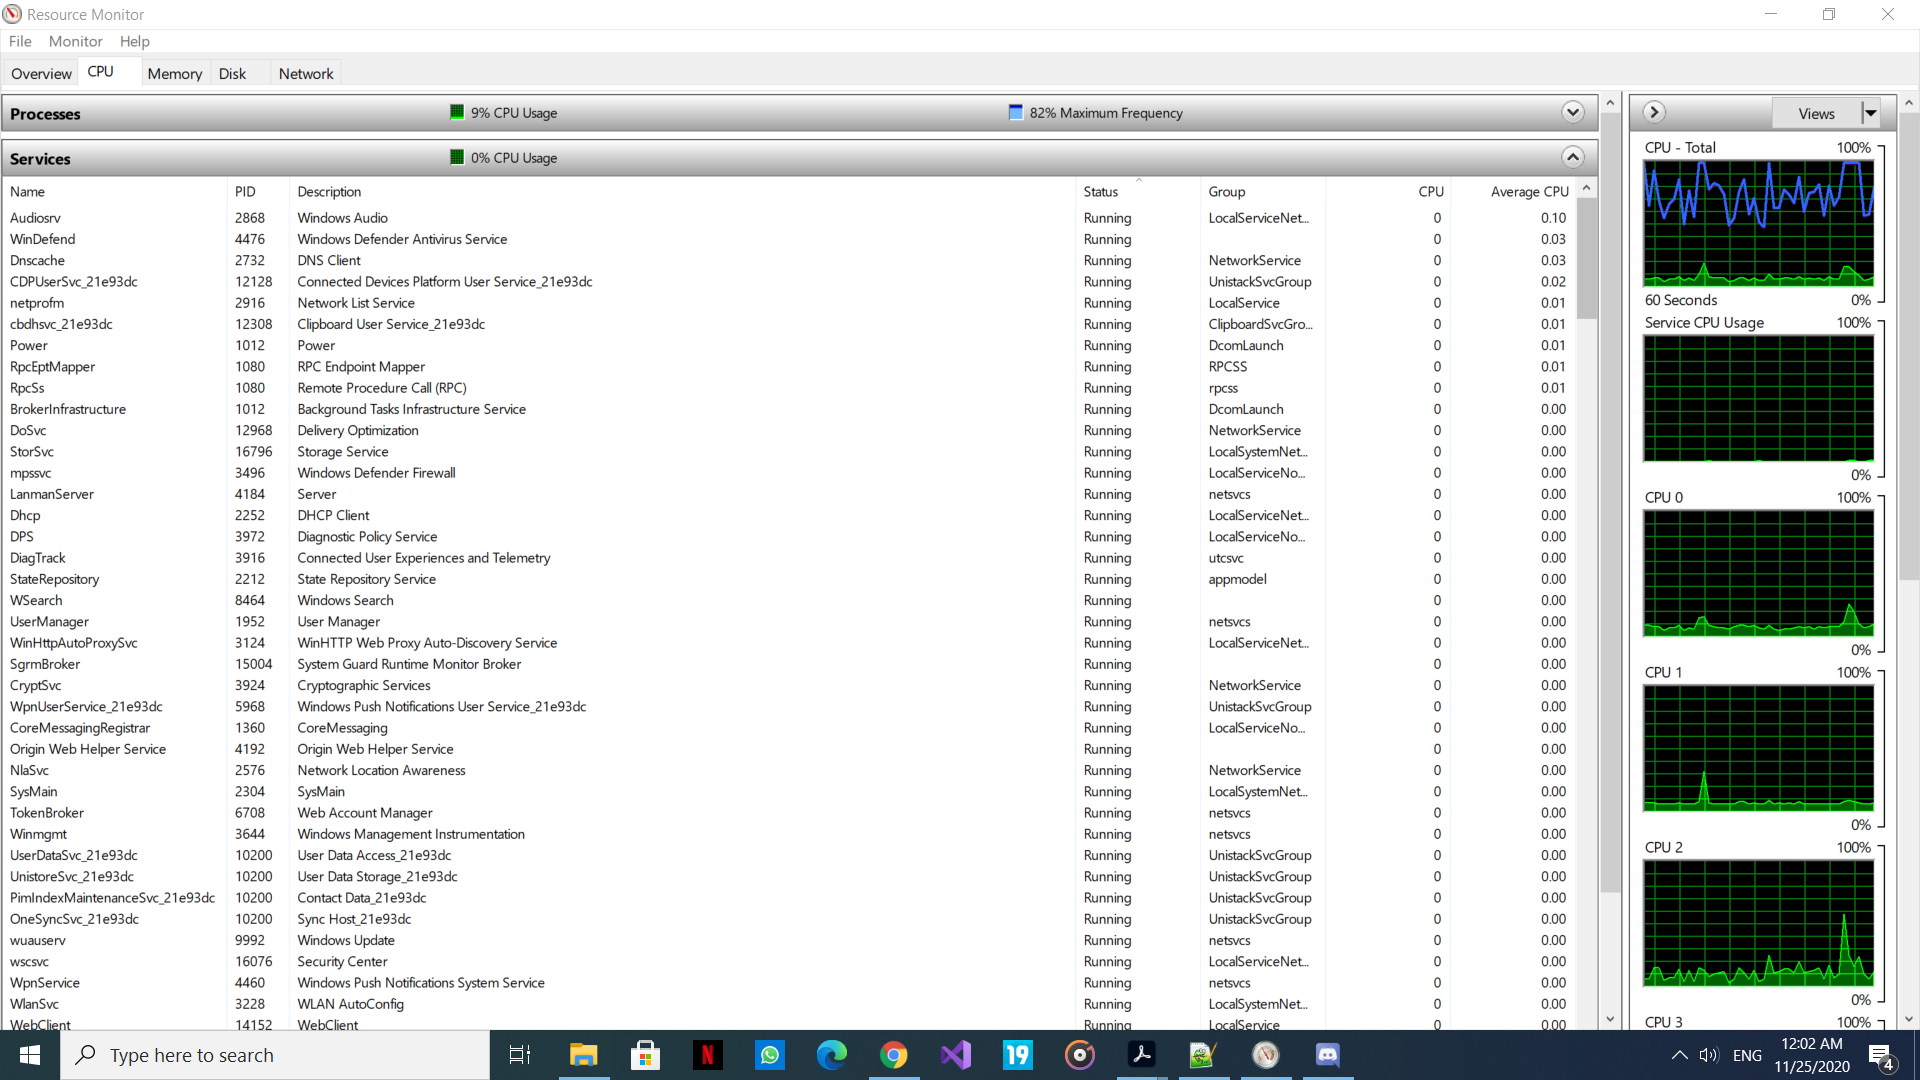 Resource Monitor
File Monitor Help
Overview CPU Memory Disk Network
Processes 9% CPU Usage 82% Maximum Frequency
Services 0% CPU Usage
Name PID Description Status Group CPU Average CPU
Audiosrv 2868 Windows Audio Running LocalServiceNet... 0 0.10
WinDefend 4476 Windows Defender Antivirus Service Running 0 0.03
Dnscache 2732 DNS Client Running NetworkService 0 0.03
CDPUserSvc_21e93dc 12128 Connected Devices Platform User Service_21e93dc Running UnistackSvcGroup 0 0.02
netprofm 2916 Network List Service Running LocalService 0 0.01
cbdhsvc_21e93dc 12308 Clipboard User Service_21e93dc Running ClipboardSvcGro... 0 0.01
Power 1012 Power Running DcomLaunch 0 0.01
RpcEptMapper 1080 RPC Endpoint Mapper Running RPCSS 0 0.01
RpcSs 1080 Remote Procedure Call (RPC) Running rpcss 0 0.01
BrokerInfrastructure 1012 Background Tasks Infrastructure Service Running DcomLaunch 0 0.00
DoSvc 12968 Delivery Optimization Running NetworkService 0 0.00
StorSvc 16796 Storage Service Running LocalSystemNet... 0 0.00
mpssvc 3496 Windows Defender Firewall Running LocalServiceNo... 0 0.00
LanmanServer 4184 Server Running netsvcs 0 0.00
Dhcp 2252 DHCP Client Running LocalServiceNet... 0 0.00
DPS 3972 Diagnostic Policy Service Running LocalServiceNo... 0 0.00
DiagTrack 3916 Connected User Experiences and Telemetry Running utcsvc 0 0.00
StateRepository 2212 State Repository Service Running appmodel 0 0.00
WSearch 8464 Windows Search Running 0 0.00
UserManager 1952 User Manager Running netsvcs 0 0.00
WinHttpAutoProxySvc 3124 WinHTTP Web Proxy Auto-Discovery Service Running LocalServiceNet... 0 0.00
SgrmBroker 15004 System Guard Runtime Monitor Broker Running 0 0.00
CryptSvc 3924 Cryptographic Services Running NetworkService 0 0.00
WpnUserService_21e93dc 5968 Windows Push Notifications User Service_21e93dc Running UnistackSvcGroup 0 0.00
CoreMessagingRegistrar 1360 CoreMessaging Running LocalServiceNo... 0 0.00
Origin Web Helper Service 4192 Origin Web Helper Service Running 0 0.00
NlaSvc 2576 Network Location Awareness Running NetworkService 0 0.00
SysMain 2304 SysMain Running LocalSystemNet... 0 0.00
TokenBroker 6708 Web Account Manager Running netsvcs 0 0.00
Winmgmt 3644 Windows Management Instrumentation Running netsvcs 0 0.00
UserDataSvc_21e93dc 10200 User Data Access_21e93dc Running UnistackSvcGroup 0 0.00
UnistoreSvc_21e93dc 10200 User Data Storage_21e93dc Running UnistackSvcGroup 0 0.00
PimIndexMaintenanceSvc_21e93dc 10200 Contact Data_21e93dc Running UnistackSvcGroup 0 0.00
OneSyncSvc_21e93dc 10200 Sync Host_21e93dc Running UnistackSvcGroup 0 0.00
wuauserv 9992 Windows Update Running netsvcs 0 0.00
wscsvc 16076 Security Center Running LocalServiceNet... 0 0.00
WpnService 4460 Windows Push Notifications System Service Running netsvcs 0 0.00
WlanSvc 3228 WLAN AutoConfig Running LocalSystemNet... 0 0.00
WebClient 14152 WebClient Running LocalService 0 0.00
Views
CPU - Total 100%
60 Seconds 0%
Service CPU Usage 100%
0%
CPU 0 100%
0%
CPU 1 100%
0%
CPU 2 100%
0%
CPU 3 100%
Type here to search
N
19
ENG
12:02 AM
11/25/2020
4